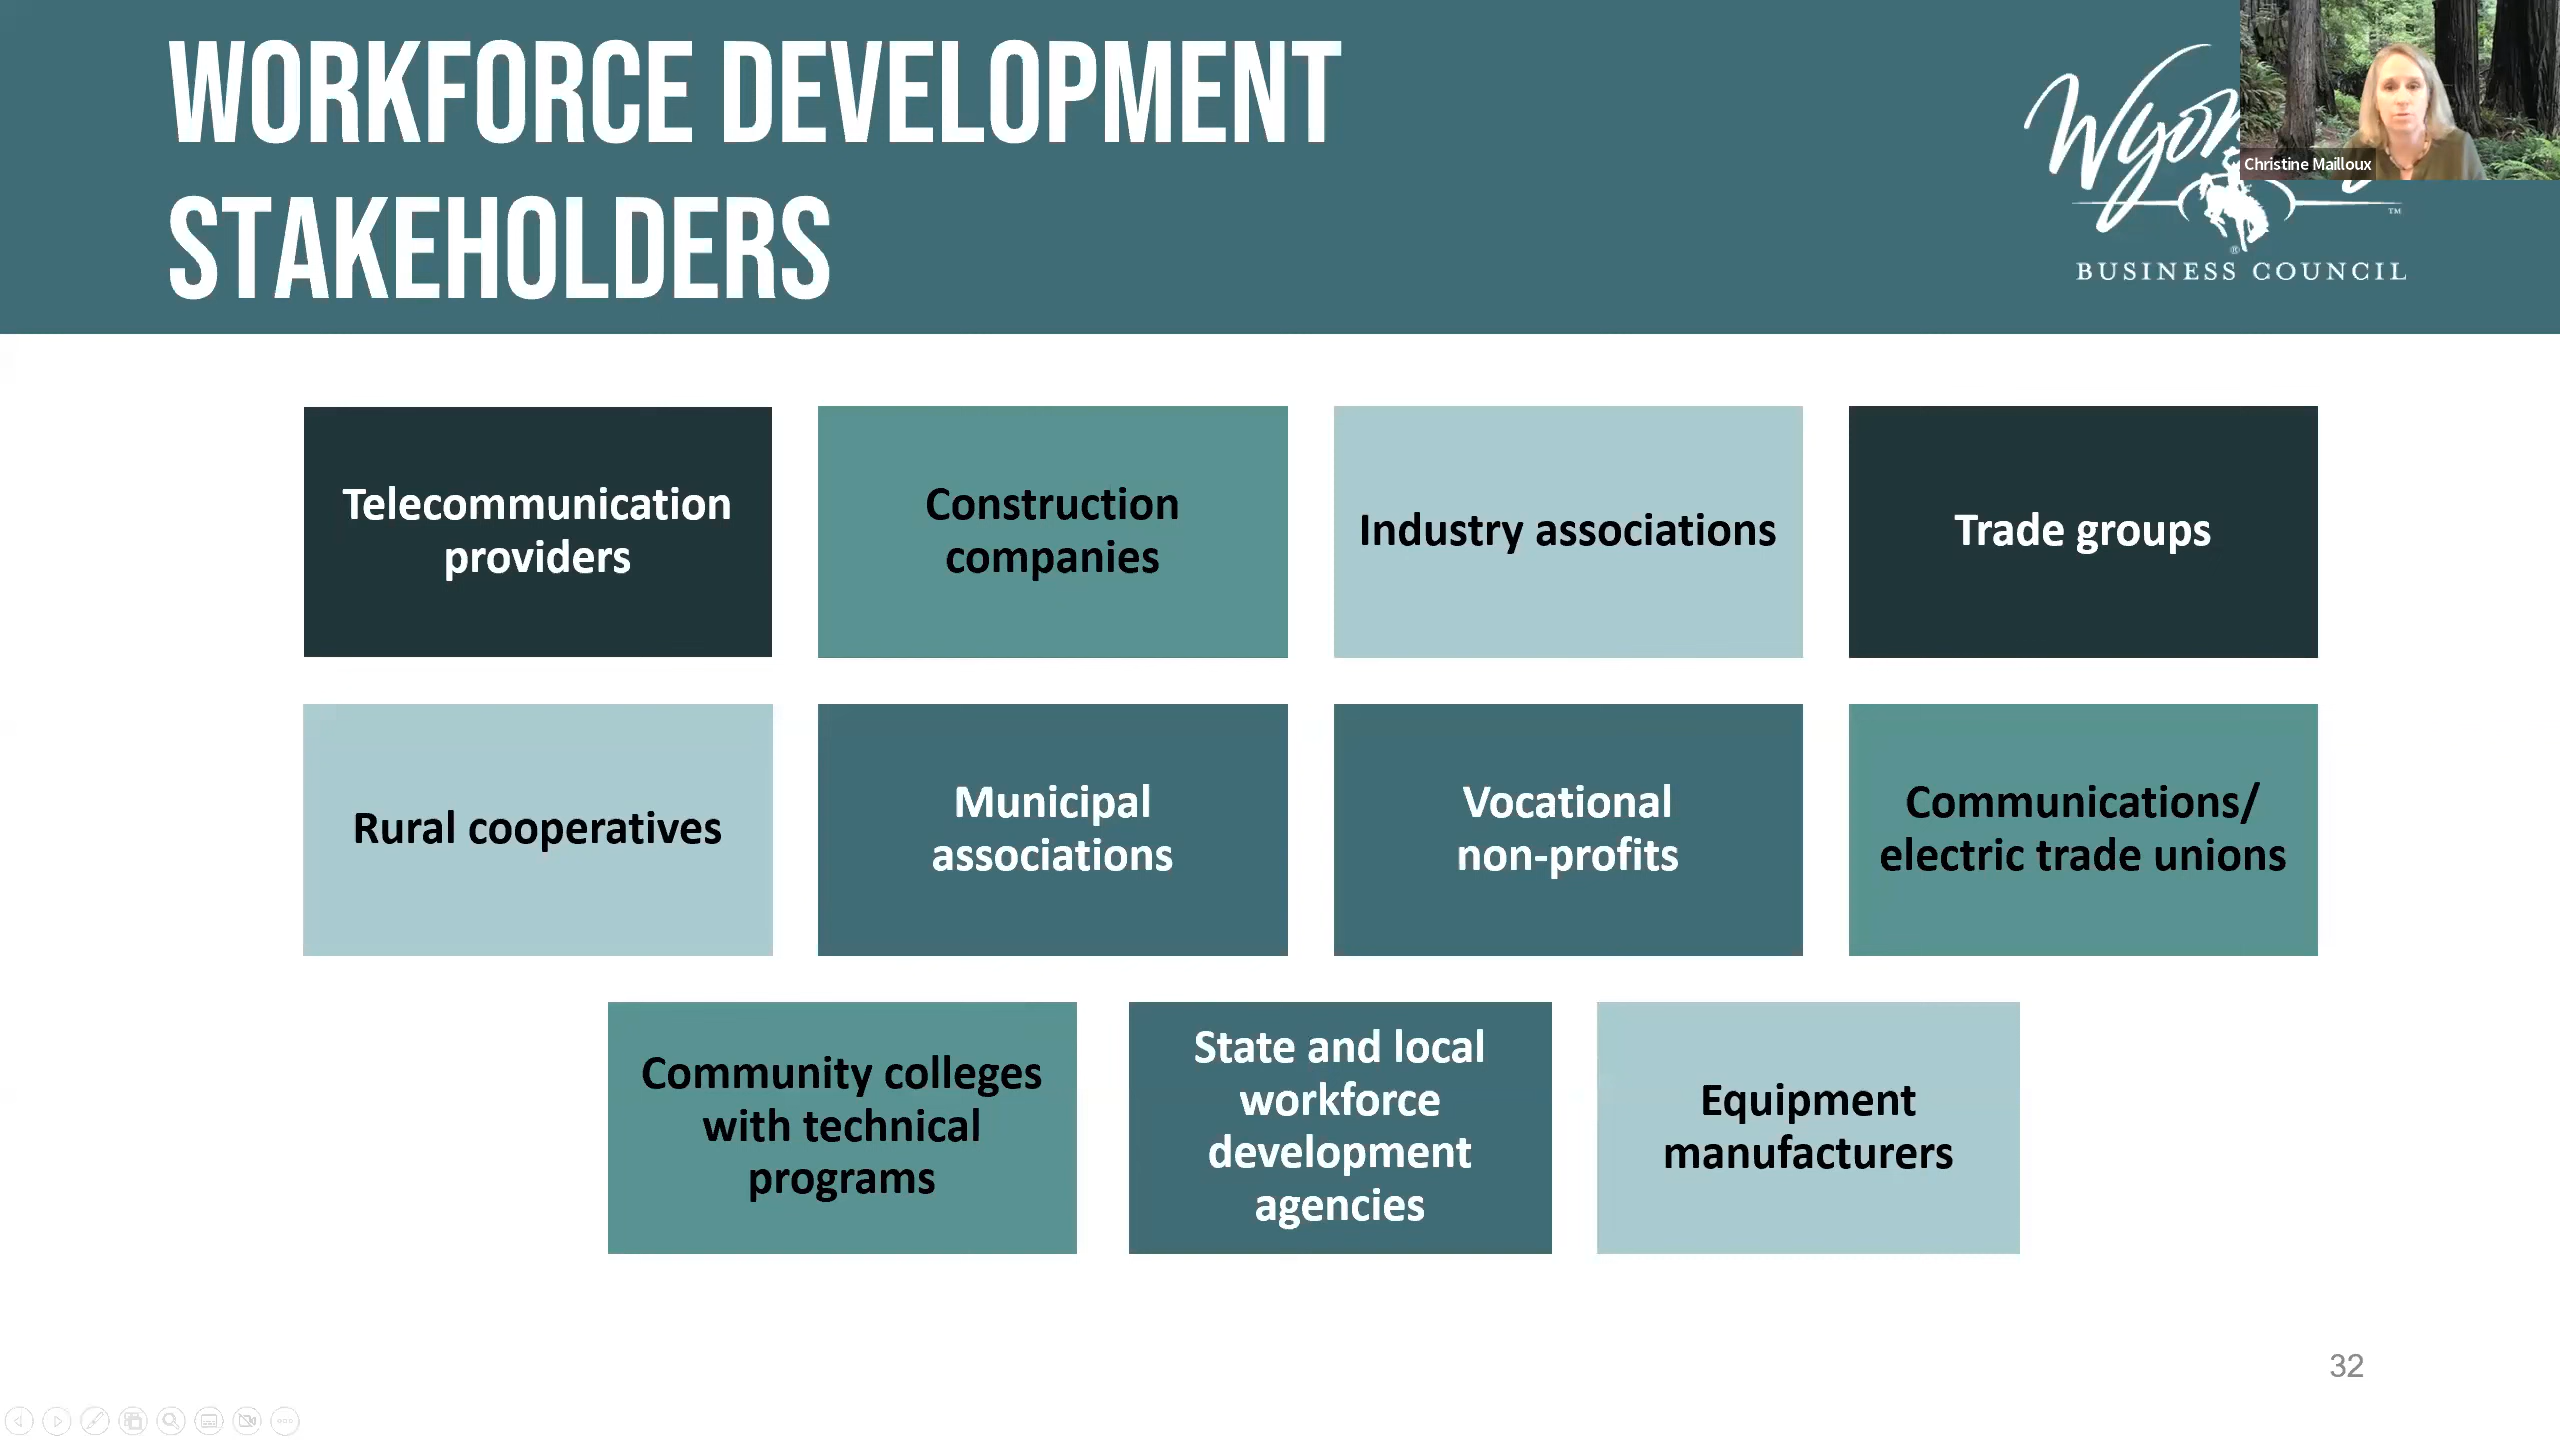 WORKFORCE DEVELOPMENT
STAKEHOLDERS
Christine Mailloux
TM
®
BUSINESS COUNCIL
Telecommunication
providers
Construction
companies
Industry associations
Trade groups
Rural cooperatives
Municipal
associations
Vocational
non-profits
Communications/
electric trade unions
Community colleges
with technical
programs
State and local
workforce
development
agencies
Equipment
manufacturers
32